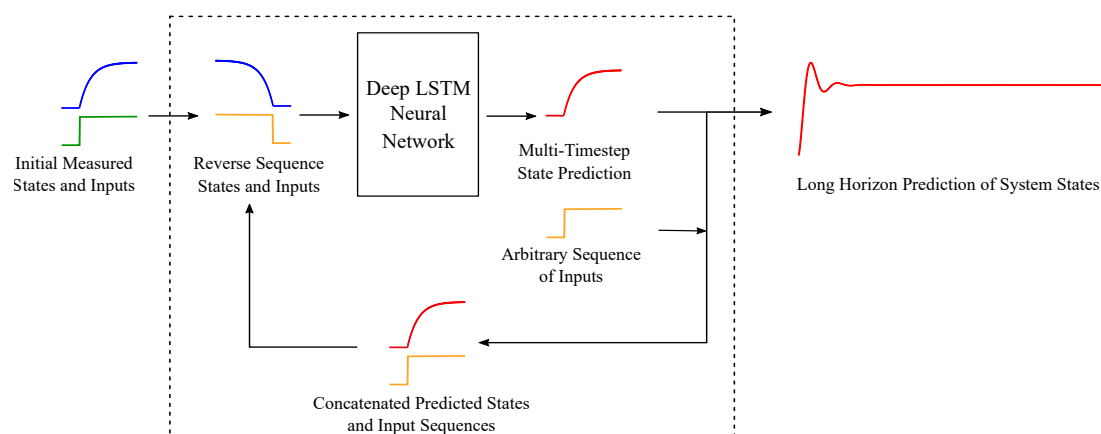 Deep LSTM
Neural
Network
Initial Measured
States and Inputs
Reverse Sequence
States and Inputs
Multi-Timestep
State Prediction
Long Horizon Prediction of System States
Arbitrary Sequence
of Inputs
Concatenated Predicted States
and Input Sequences